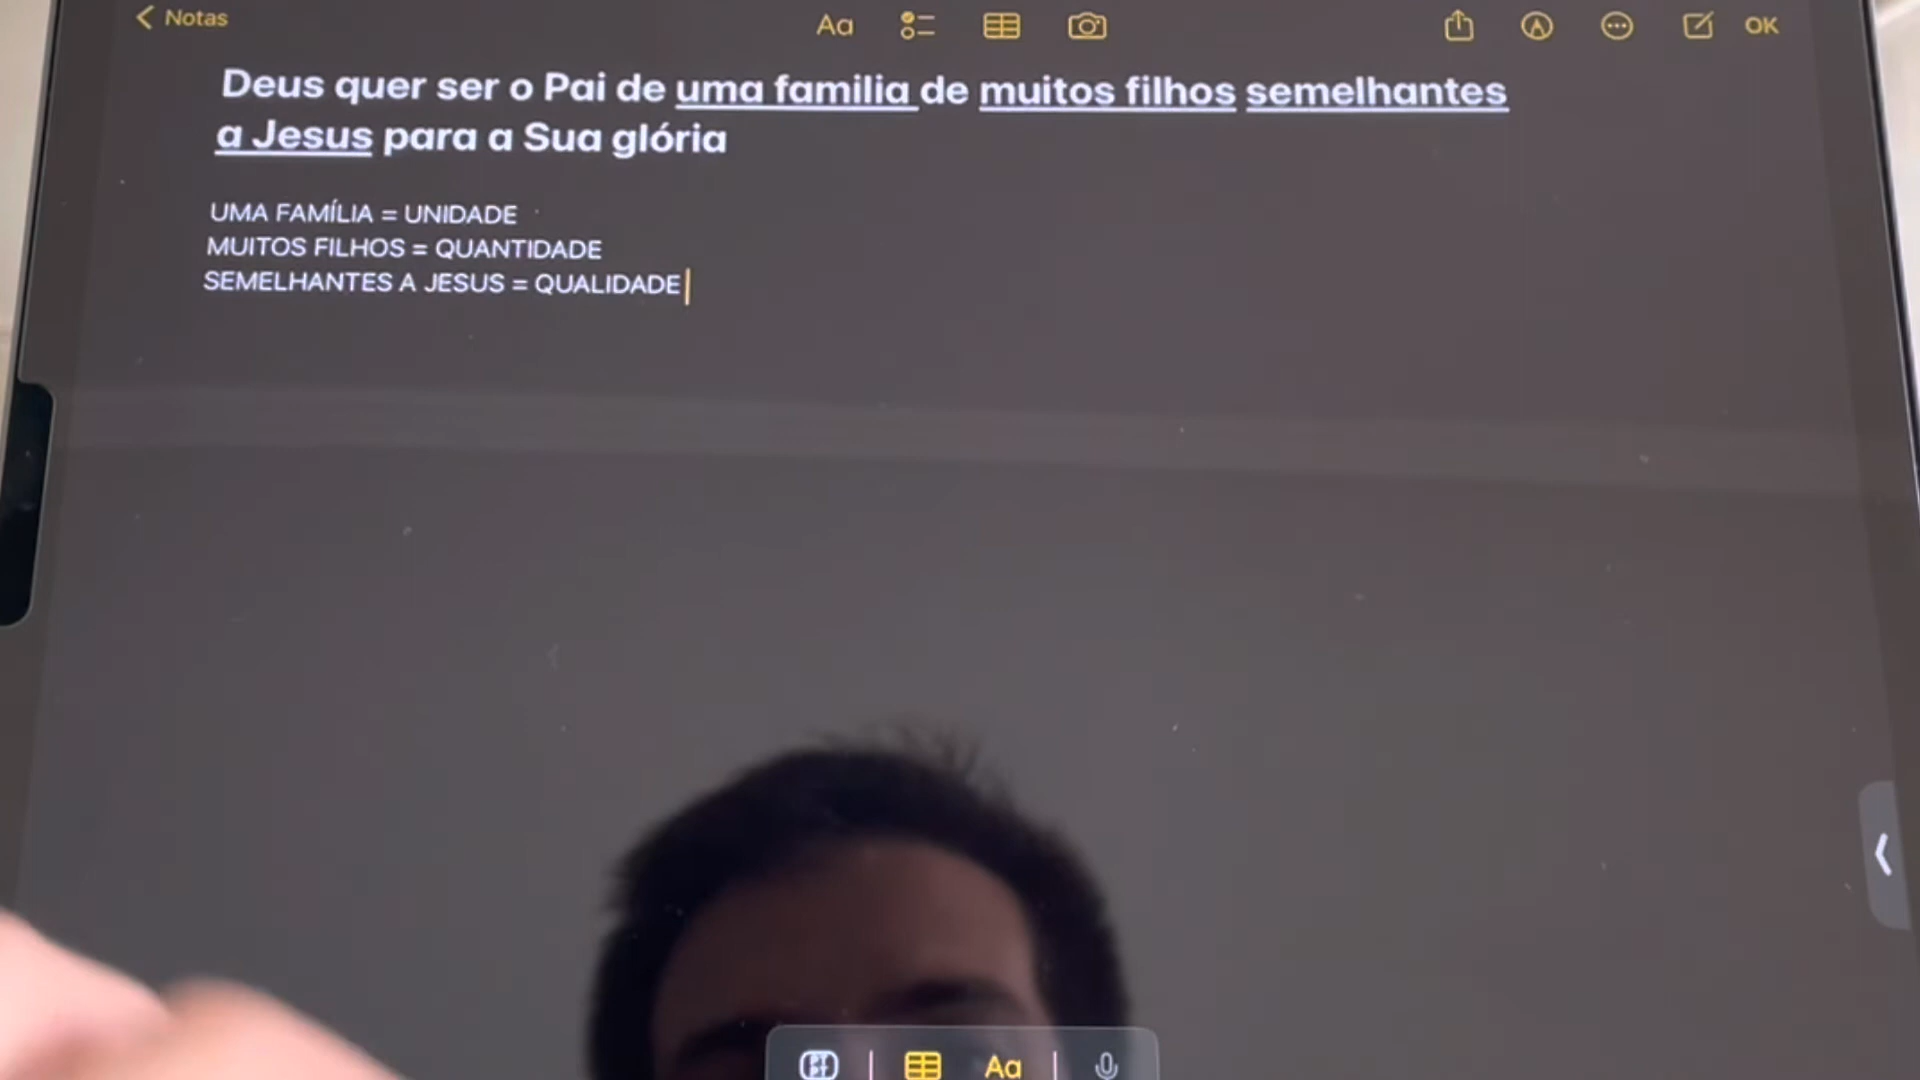 Notas
Aa
OK
Deus quer ser o Pai de uma familia de muitos filhos semelhantes
a Jesus para a Sua glória
UMA FAMÍLIA = UNIDADE
MUITOS FILHOS = QUANTIDADE
SEMELHANTES A JESUS = QUALIDADE
Aa